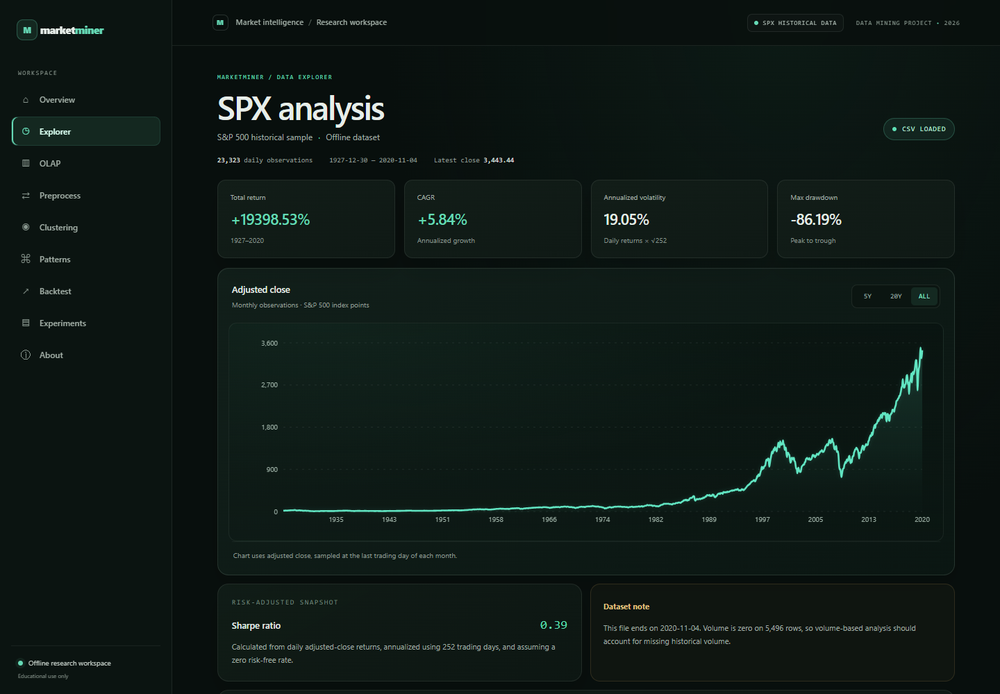 M marketminer
WORKSPACE
Overview
Explorer
OLAP
Preprocess
Clustering
Patterns
Backtest
Experiments
About
Offline research workspace
Educational use only
M Market intelligence / Research workspace
SPX HISTORICAL DATA
DATA MINING PROJECT • 2026
MARKETMINER / DATA EXPLORER
SPX analysis
S&P 500 historical sample · Offline dataset
CSV LOADED
23,323 daily observations 1927-12-30 — 2020-11-04 Latest close 3,443.44
Total return
+19398.53%
1927–2020
CAGR
+5.84%
Annualized growth
Annualized volatility
19.05%
Daily returns × √252
Max drawdown
-86.19%
Peak to trough
Adjusted close
Monthly observations · S&P 500 index points
5Y 20Y ALL
3,600
2,700
1,800
900
0
1935 1943 1951 1958 1966 1974 1982 1989 1997 2005 2013 2020
Chart uses adjusted close, sampled at the last trading day of each month.
RISK-ADJUSTED SNAPSHOT
Sharpe ratio 0.39
Calculated from daily adjusted-close returns, annualized using 252 trading days, and assuming a
zero risk-free rate.
Dataset note
This file ends on 2020-11-04. Volume is zero on 5,496 rows, so volume-based analysis should
account for missing historical volume.